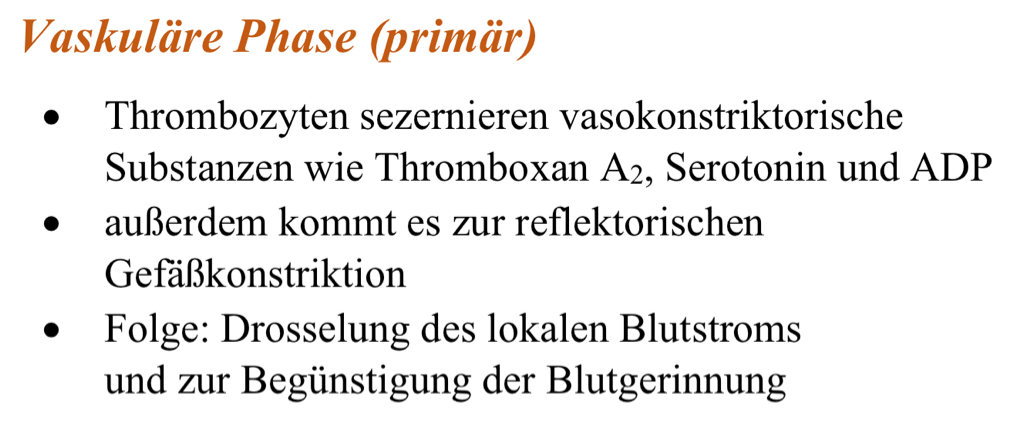 Vaskuläre Phase (primär)
• Thrombozyten sezernieren vasokonstriktorische
Substanzen wie Thromboxan A₂, Serotonin und ADP
• außerdem kommt es zur reflektorischen
Gefäßkonstriktion
• Folge: Drosselung des lokalen Blutstroms
und zur Begünstigung der Blutgerinnung